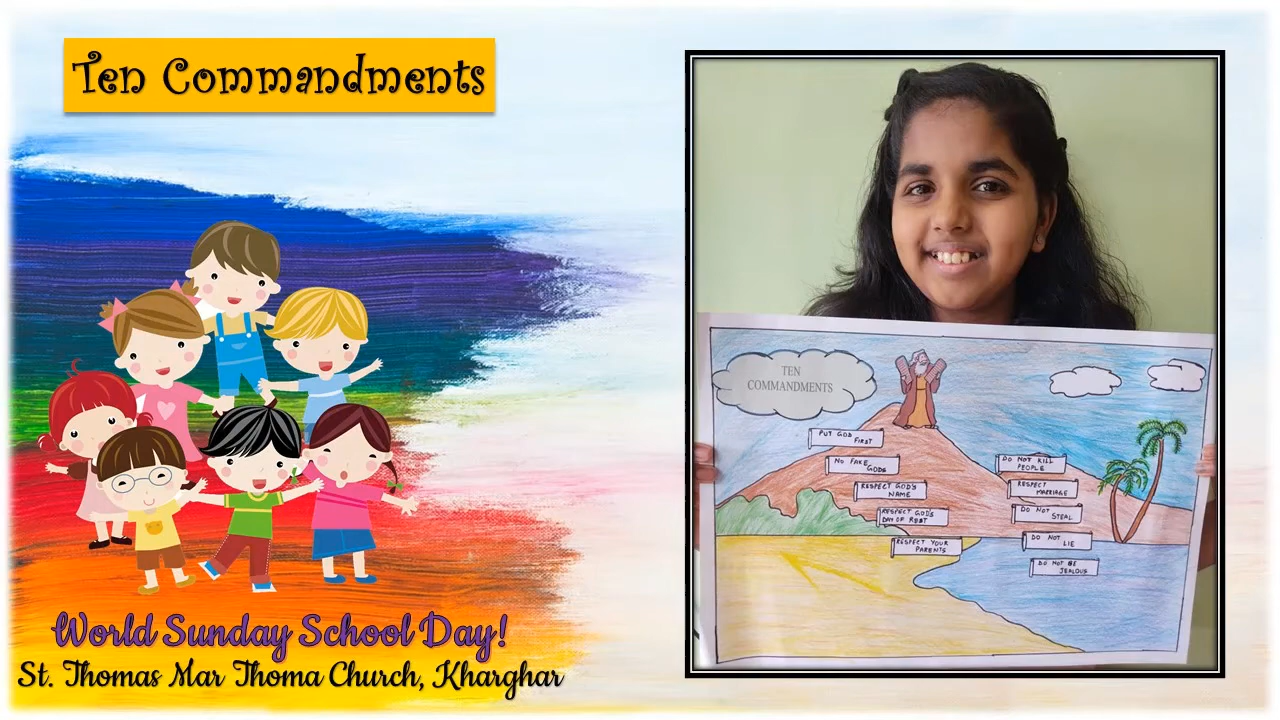 Ten Commandments
World Sunday School Day!
St. Thomas Mar Thoma Church, Kharghar
TEN
COMMANDMENTS
PUT GOD
FIRST
NO FAKE
GODS
RESPECT GOD'S
NAME
RESPECT GOD'S
DAY OF REST
RESPECT YOUR
PARENTS
DO NOT KILL
PEOPLE
RESPECT
MARRIAGE
DO NOT
STEAL
DO NOT
LIE
DO NOT BE
JEALOUS